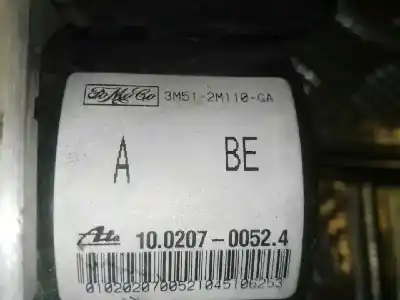 FoMoCo 3M51-2M110-GA
A BE
Ate 10.0207-0052.4
0102020700521045106253